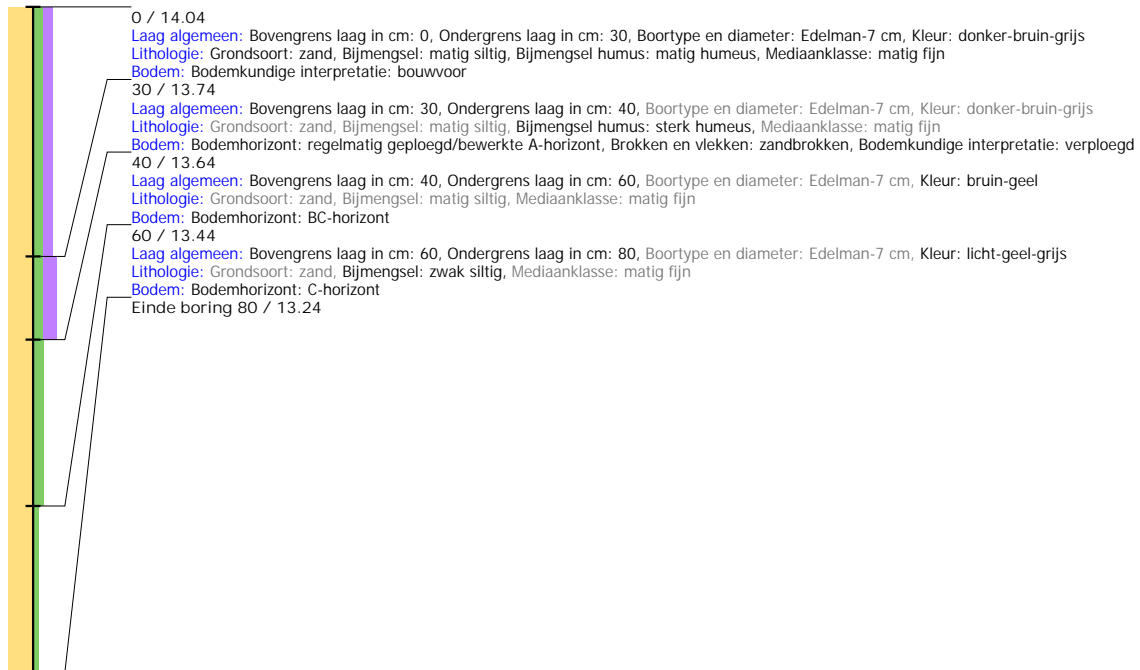 0 / 14.04
Laag algemeen: Bovengrens laag in cm: 0, Ondergrens laag in cm: 30, Boortype en diameter: Edelman-7 cm, Kleur: donker-bruin-grijs
Lithologie: Grondsoort: zand, Bijmengsel: matig siltig, Bijmengsel humus: matig humeus, Mediaanklasse: matig fijn
Bodem: Bodemkundige interpretatie: bouwvoor
30 / 13.74
Laag algemeen: Bovengrens laag in cm: 30, Ondergrens laag in cm: 40, Boortype en diameter: Edelman-7 cm, Kleur: donker-bruin-grijs
Lithologie: Grondsoort: zand, Bijmengsel: matig siltig, Bijmengsel humus: sterk humeus, Mediaanklasse: matig fijn
Bodem: Bodemhorizont: regelmatig geploegd/bewerkte A-horizont, Brokken en vlekken: zandbrokken, Bodemkundige interpretatie: verploegd
40 / 13.64
Laag algemeen: Bovengrens laag in cm: 40, Ondergrens laag in cm: 60, Boortype en diameter: Edelman-7 cm, Kleur: bruin-geel
Lithologie: Grondsoort: zand, Bijmengsel: matig siltig, Mediaanklasse: matig fijn
Bodem: Bodemhorizont: BC-horizont
60 / 13.44
Laag algemeen: Bovengrens laag in cm: 60, Ondergrens laag in cm: 80, Boortype en diameter: Edelman-7 cm, Kleur: licht-geel-grijs
Lithologie: Grondsoort: zand, Bijmengsel: zwak siltig, Mediaanklasse: matig fijn
Bodem: Bodemhorizont: C-horizont
Einde boring 80 / 13.24